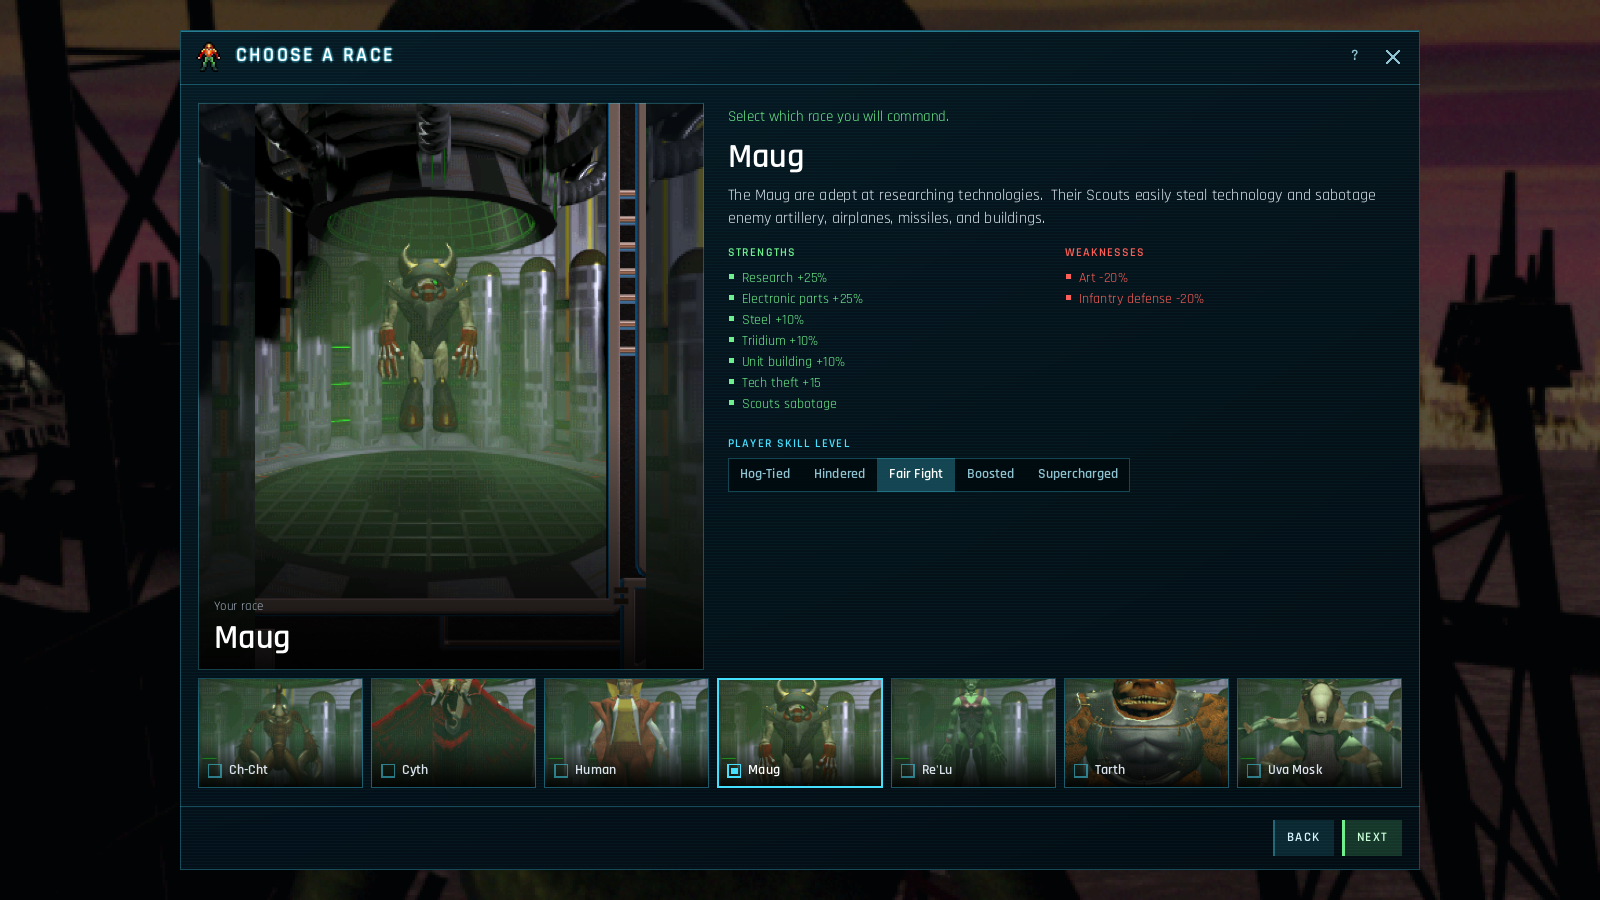 CHOOSE A RACE
?
Select which race you will command.
Maug
The Maug are adept at researching technologies. Their Scouts easily steal technology and sabotage
enemy artillery, airplanes, missiles, and buildings.
STRENGTHS
Research +25%
Electronic parts +25%
Steel +10%
Triidium +10%
Unit building +10%
Tech theft +15
Scouts sabotage
WEAKNESSES
Art -20%
Infantry defense -20%
PLAYER SKILL LEVEL
Hog-Tied Hindered Fair Fight Boosted Supercharged
Your race
Maug
Ch-Cht Cyth Human Maug Re'Lu Tarth Uva Mosk
BACK NEXT